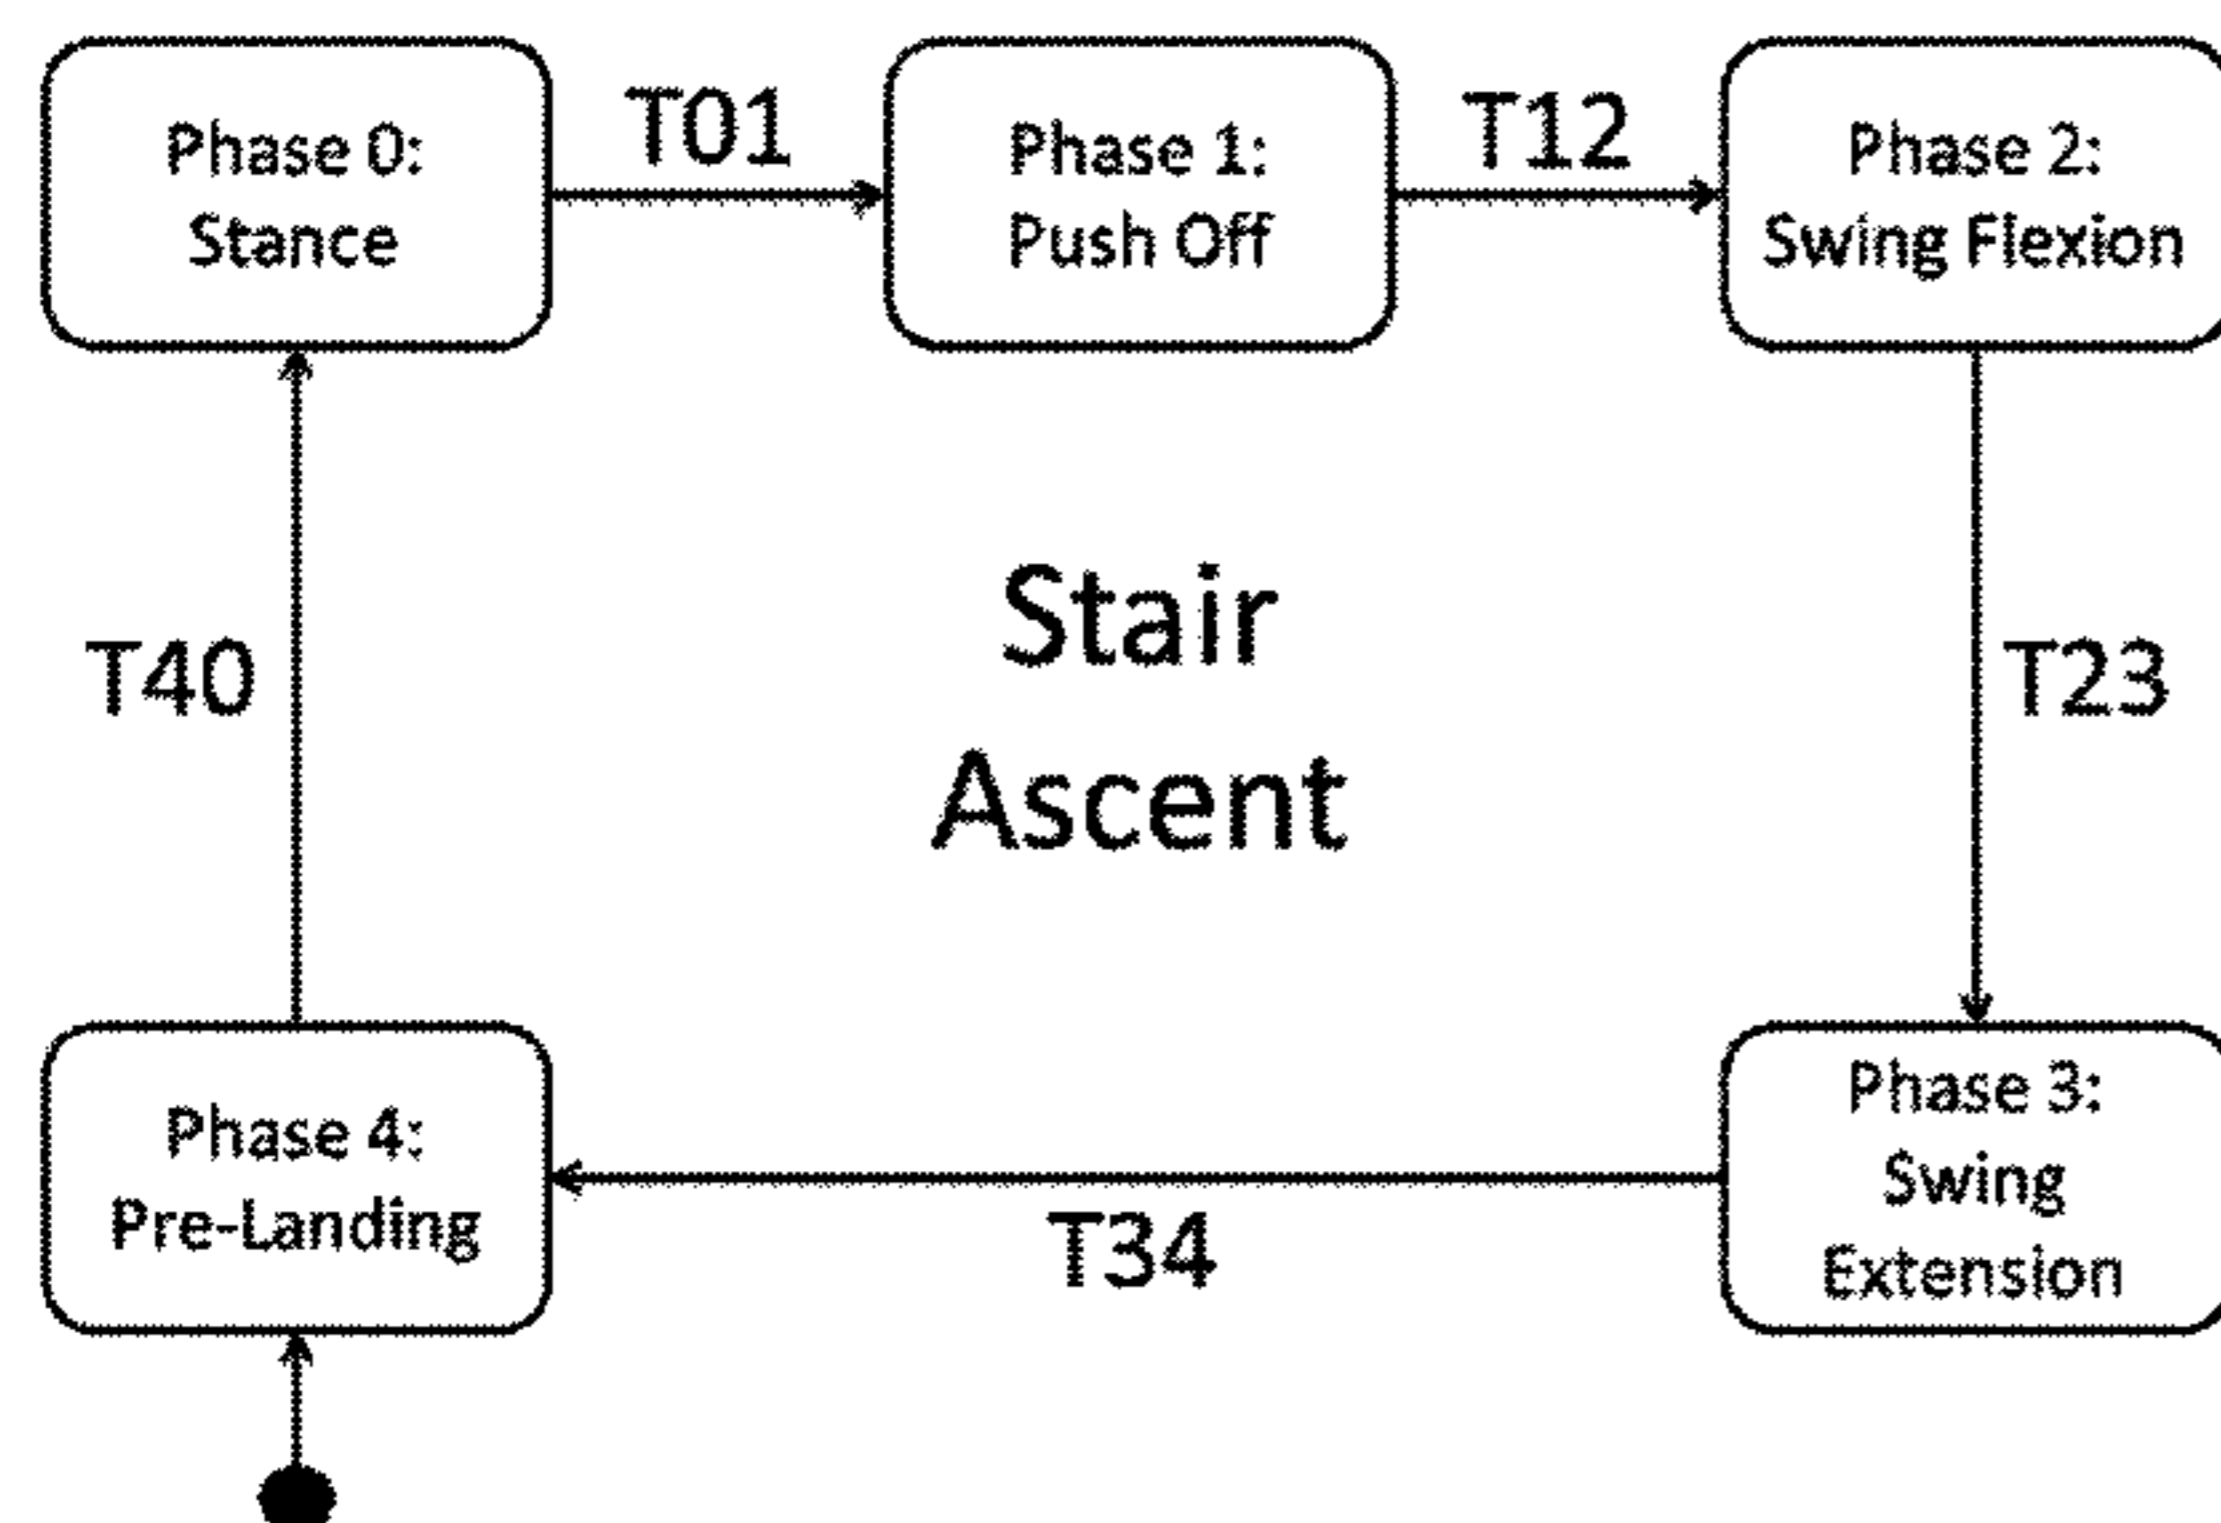 Phase 0:
Stance
T01
Phase 1:
Push Off
T12
Phase 2:
Swing Flexion
T40
Stair
Ascent
T23
Phase 4:
Pre-Landing
T34
Phase 3:
Swing
Extension